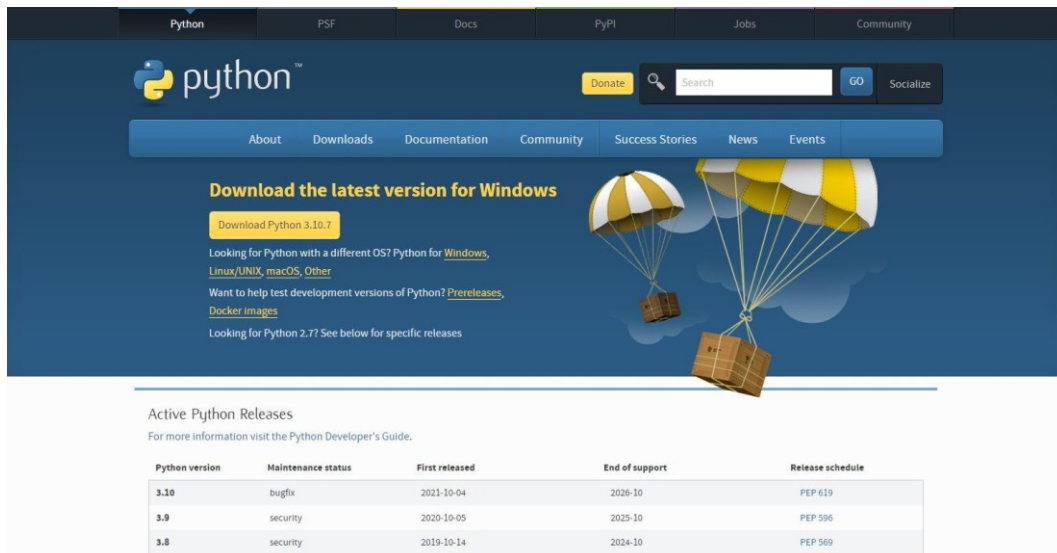 Python PSF Docs PyPI Jobs Community
python™
Donate Search GO Socialize
About Downloads Documentation Community Success Stories News Events
Download the latest version for Windows
Download Python 3.10.7
Looking for Python with a different OS? Python for Windows,
Linux/UNIX, macOS, Other
Want to help test development versions of Python? Prereleases,
Docker images
Looking for Python 2.7? See below for specific releases
Active Python Releases
For more information visit the Python Developer's Guide.
Python version Maintenance status First released End of support Release schedule
3.10 bugfix 2021-10-04 2026-10 PEP 619
3.9 security 2020-10-05 2025-10 PEP 596
3.8 security 2019-10-14 2024-10 PEP 569